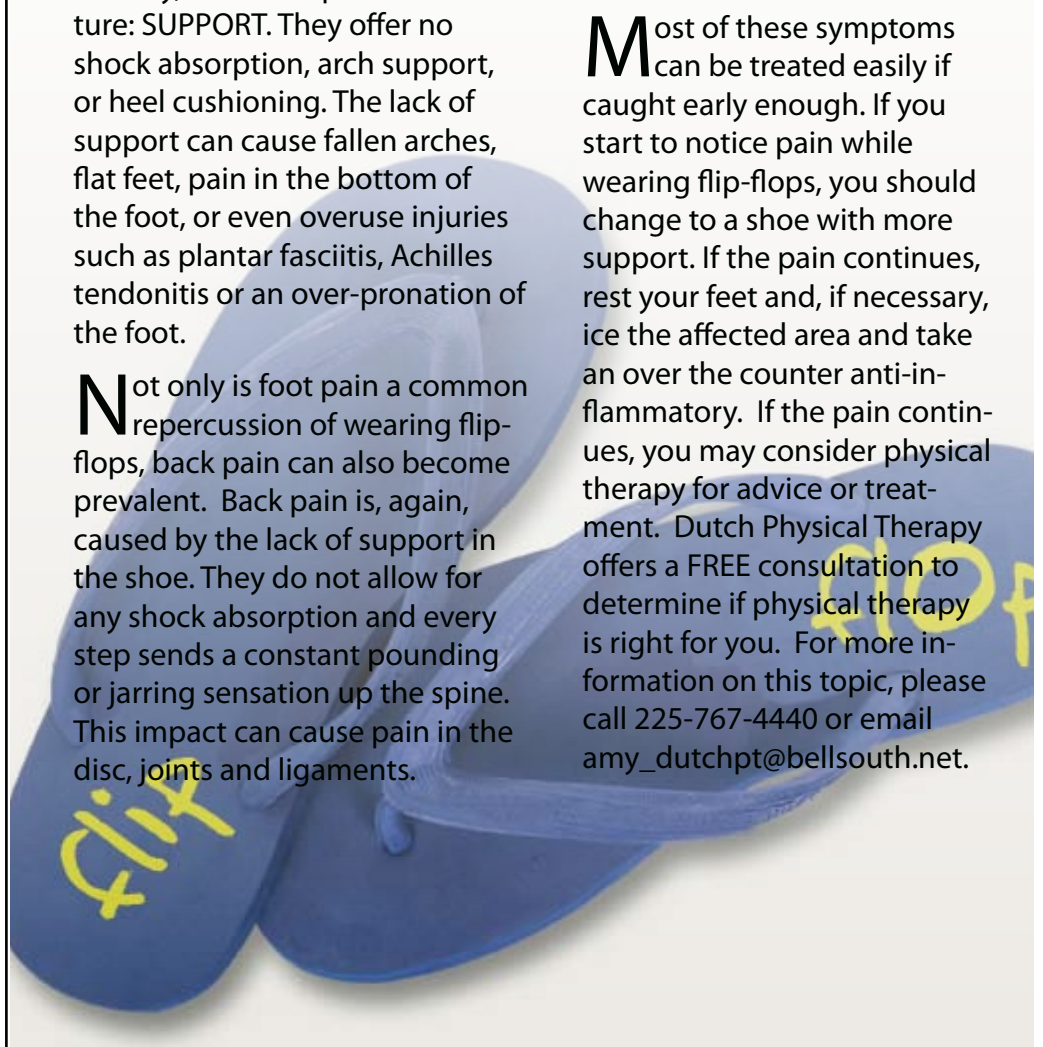 ture: SUPPORT. They offer no
shock absorption, arch support,
or heel cushioning. The lack of
support can cause fallen arches,
flat feet, pain in the bottom of
the foot, or even overuse injuries
such as plantar fasciitis, Achilles
tendonitis or an over-pronation of
the foot.
Not only is foot pain a common
repercussion of wearing flip-
flops, back pain can also become
prevalent.  Back pain is, again,
caused by the lack of support in
the shoe. They do not allow for
any shock absorption and every
step sends a constant pounding
or jarring sensation up the spine.
This impact can cause pain in the
disc, joints and ligaments.
Most of these symptoms
can be treated easily if
caught early enough. If you
start to notice pain while
wearing flip-flops, you should
change to a shoe with more
support. If the pain continues,
rest your feet and, if necessary,
ice the affected area and take
an over the counter anti-in-
flammatory.  If the pain contin-
ues, you may consider physical
therapy for advice or treat-
ment.  Dutch Physical Therapy
offers a FREE consultation to
determine if physical therapy
is right for you.  For more in-
formation on this topic, please
call 225-767-4440 or email
amy_dutchpt@bellsouth.net.
flip
flop